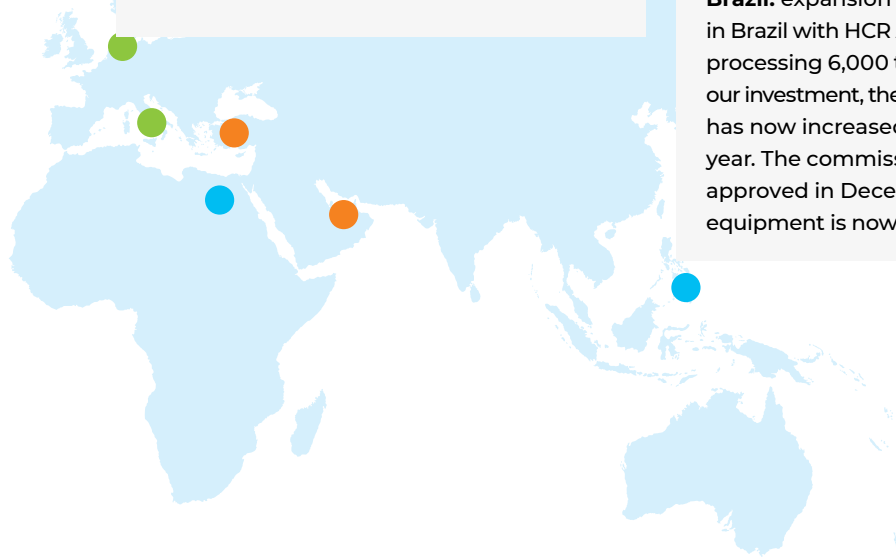 Brazil: expansion
in Brazil with HCR
processing 6,000
our investment, the
has now increased
year. The commiss
approved in Dece
equipment is now